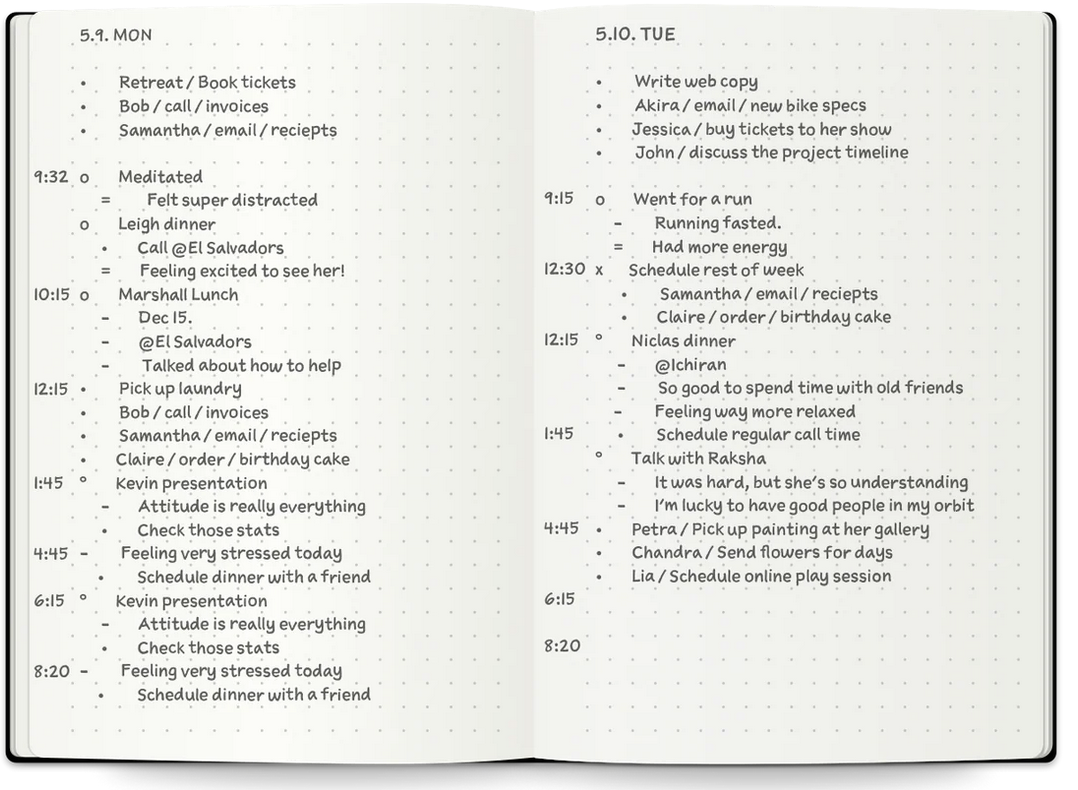 5.9. MON
• Retreat / Book tickets
• Bob / call / invoices
• Samantha / email / reciepts
9:32 o Meditated
= Felt super distracted
o Leigh dinner
• Call @El Salvadors
= Feeling excited to see her!
10:15 o Marshall Lunch
– Dec 15.
– @El Salvadors
– Talked about how to help
12:15 • Pick up laundry
• Bob / call / invoices
• Samantha / email / reciepts
• Claire / order / birthday cake
1:45 ° Kevin presentation
– Attitude is really everything
• Check those stats
4:45 – Feeling very stressed today
• Schedule dinner with a friend
6:15 ° Kevin presentation
– Attitude is really everything
• Check those stats
8:20 – Feeling very stressed today
• Schedule dinner with a friend
5.10. TUE
• Write web copy
• Akira / email / new bike specs
• Jessica / buy tickets to her show
• John / discuss the project timeline
9:15 o Went for a run
– Running fasted.
= Had more energy
12:30 x Schedule rest of week
• Samantha / email / reciepts
• Claire / order / birthday cake
12:15 ° Niclas dinner
– @Ichiran
– So good to spend time with old friends
– Feeling way more relaxed
1:45 • Schedule regular call time
° Talk with Raksha
– It was hard, but she's so understanding
– I'm lucky to have good people in my orbit
4:45 • Petra / Pick up painting at her gallery
• Chandra / Send flowers for days
• Lia / Schedule online play session
6:15
8:20